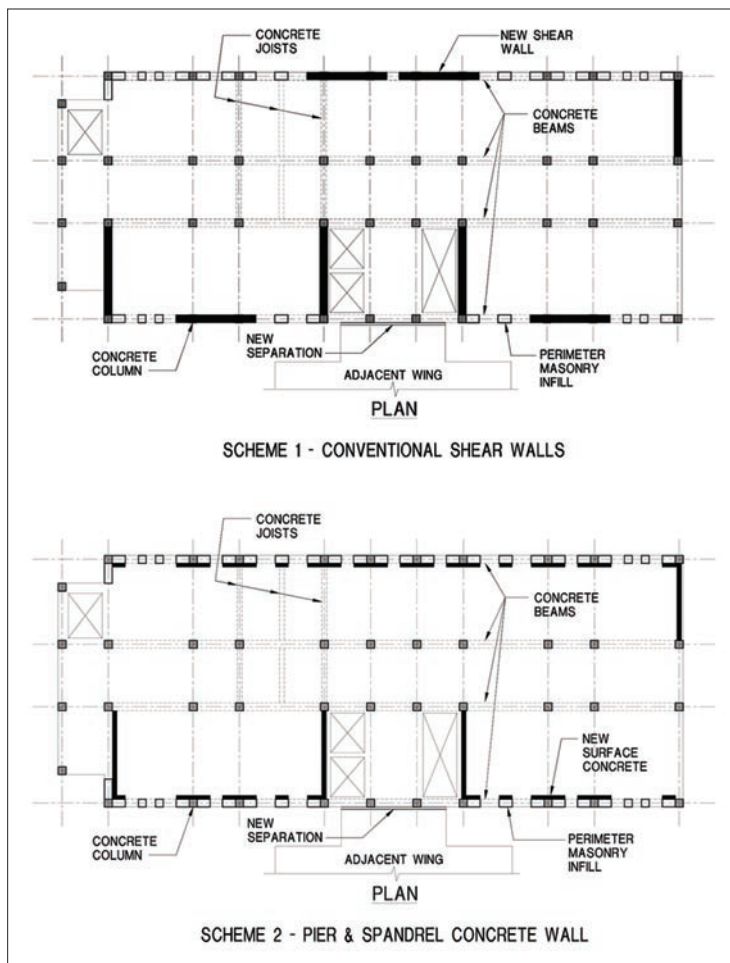 CONCRETE
JOISTS
NEW SHEAR
WALL
CONCRETE
BEAMS
CONCRETE
COLUMN
NEW
SEPARATION
ADJACENT WING
PERIMETER
MASONRY
INFILL
PLAN
SCHEME 1 - CONVENTIONAL SHEAR WALLS
CONCRETE
JOISTS
CONCRETE
BEAMS
NEW
SURFACE
CONCRETE
CONCRETE
COLUMN
NEW
SEPARATION
ADJACENT WING
PERIMETER
MASONRY
INFILL
PLAN
SCHEME 2 - PIER & SPANDREL CONCRETE WALL